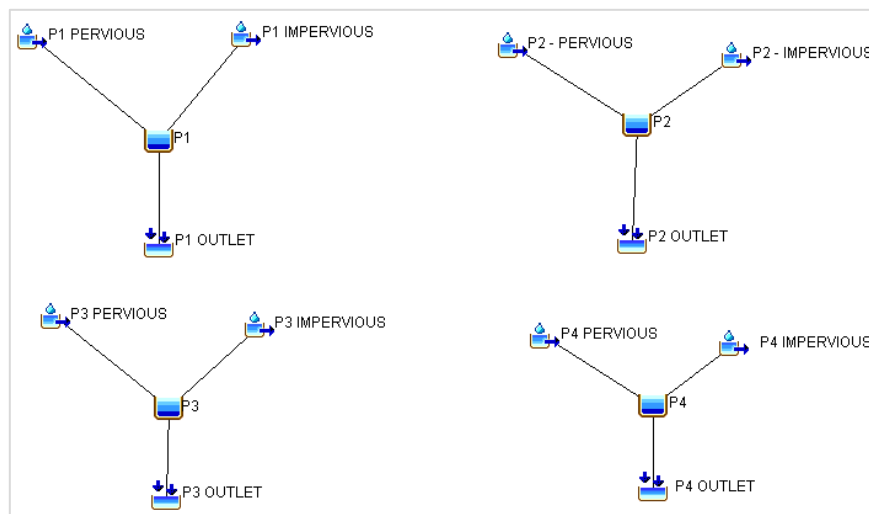 P1 PERVIOUS
P1 IMPERVIOUS
P1
P1 OUTLET
P2 - PERVIOUS
P2 - IMPERVIOUS
P2
P2 OUTLET
P3 PERVIOUS
P3 IMPERVIOUS
P3
P3 OUTLET
P4 PERVIOUS
P4 IMPERVIOUS
P4
P4 OUTLET